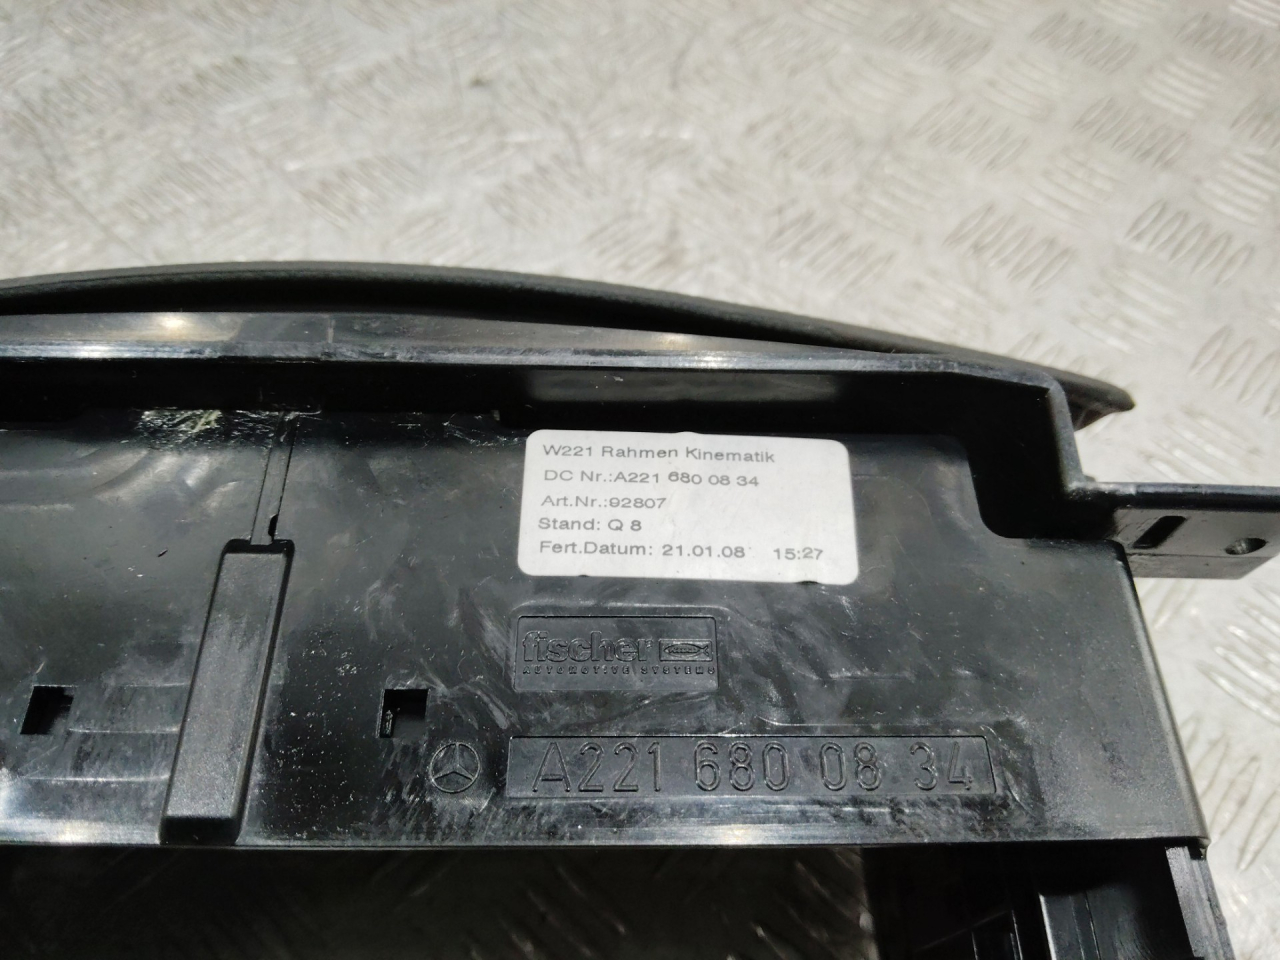 W221 Rahmen Kinematik
DC Nr.:A221 680 08 34
Art.Nr.:92807
Stand: Q 8
Fert.Datum: 21.01.08 15:27
fischer
AUTOMOTIVE SYSTEMS
A221 680 08 34